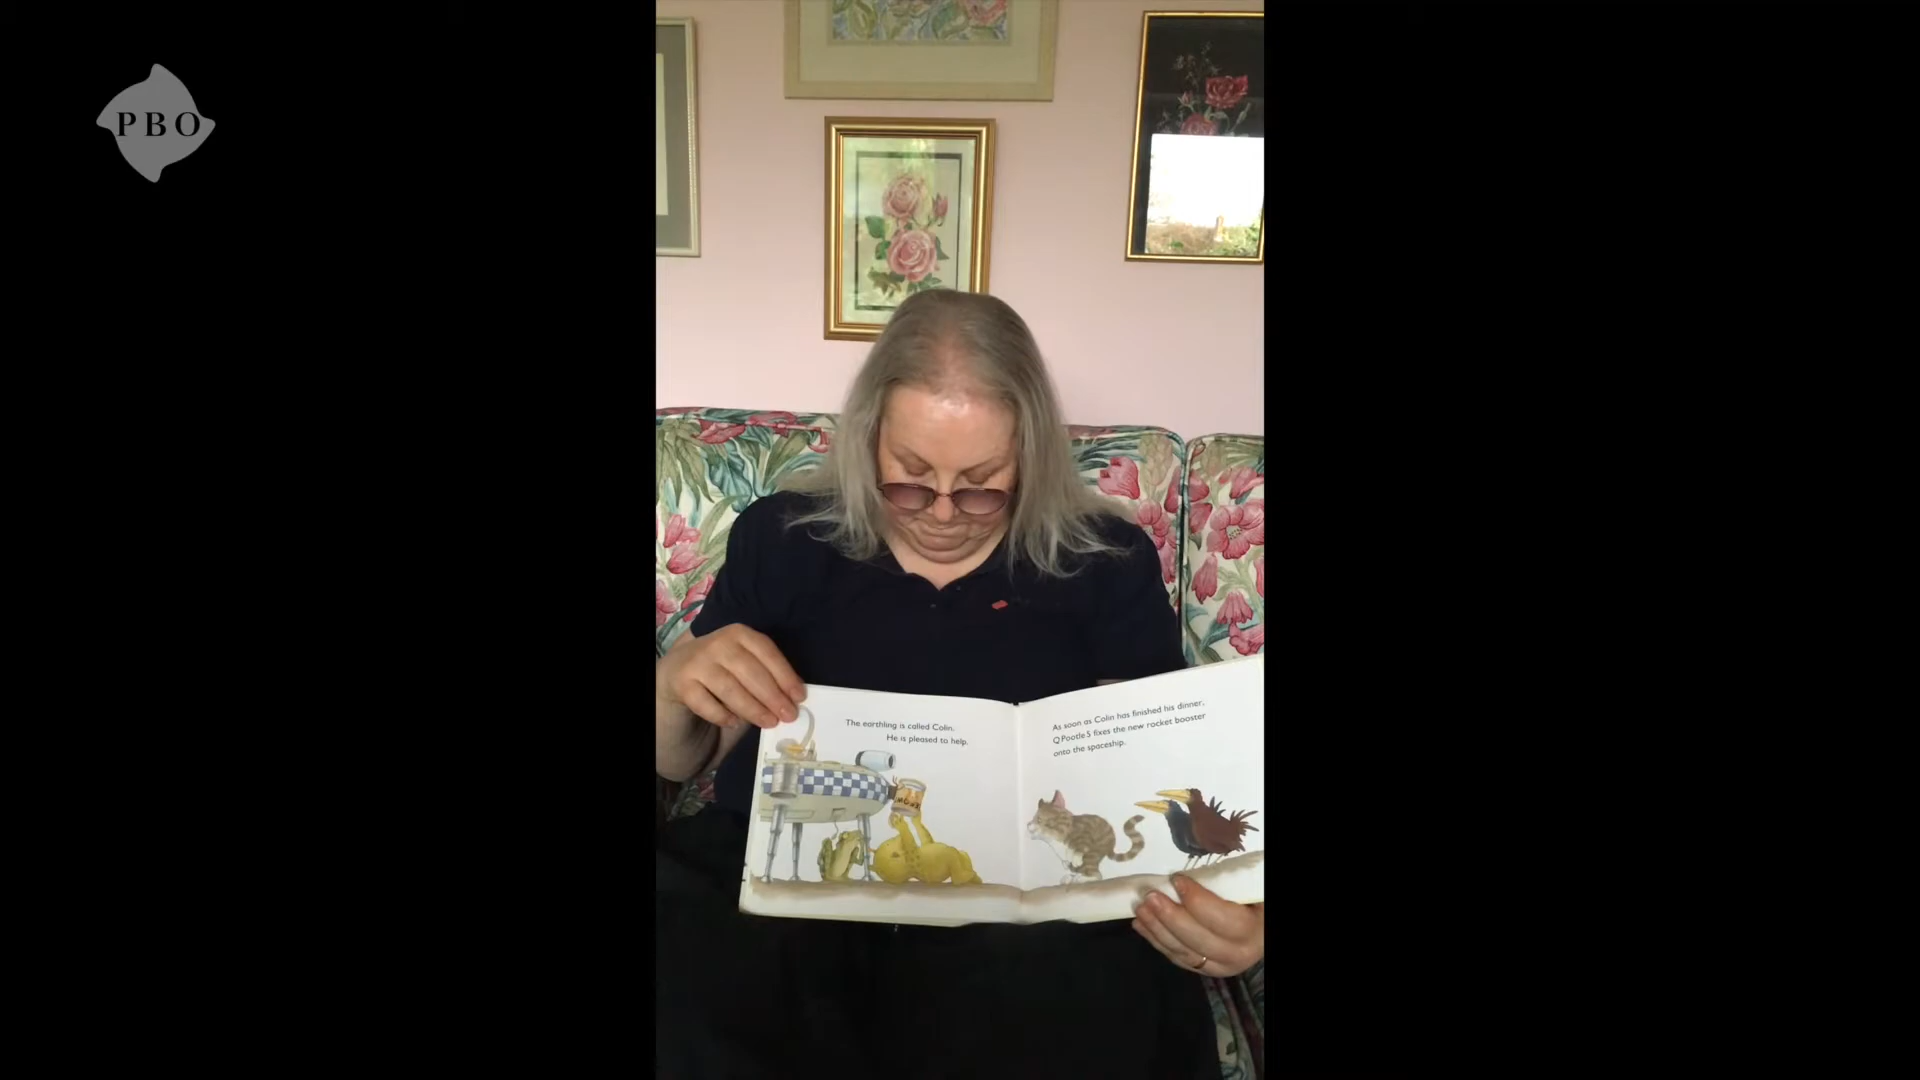 PBO
The earthling is called Colin.
He is pleased to help.
As soon as Colin has finished his dinner,
Q Pootle 5 fixes the new rocket booster
onto the spaceship.